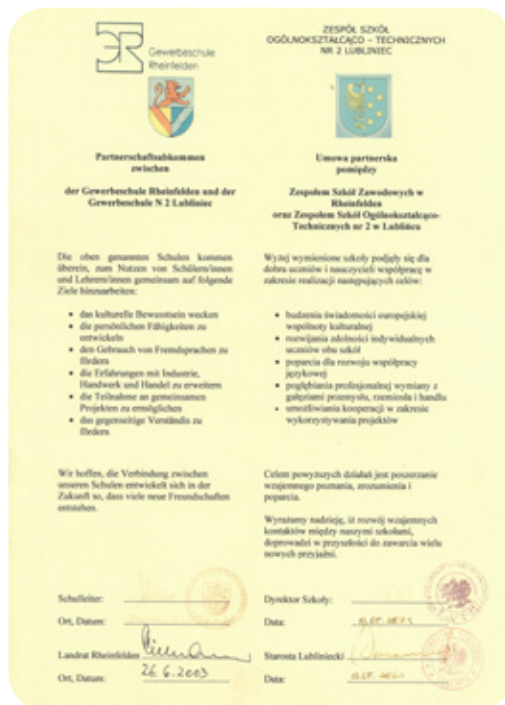 Gewerbeschule
Rheinfelden
Partnerschaftsabkommen
zwischen
der Gewerbeschule Rheinfelden und der
Gewerbeschule N 2 Lubliniec
Die oben genannten Schulen kommen
überein, zum Nutzen von Schülern/innen
und Lehrern/innen gemeinsam auf folgende
Ziele hinzuarbeiten:
• das kulturelle Bewusstsein wecken
• die persönlichen Fähigkeiten zu
entwickeln
• den Gebrauch von Fremdsprachen zu
fördern
• die Erfahrungen mit Industrie,
Handwerk und Handel zu erweitern
• die Teilnahme an gemeinsamen
Projekten zu ermöglichen
• das gegenseitige Verständis zu
fördern
Wir hoffen, die Verbindung zwischen
unseren Schulen entwickelt sich in der
Zukunft so, dass viele neue Freundschaften
entstehen.
Schulleiter:
Ort, Datum:
Landrat Rheinfelden
Ort, Datum: 26.6.2003
ZESPÓŁ SZKÓŁ
OGÓLNOKSZTAŁCĄCO – TECHNICZNYCH
NR 2 LUBLINIEC
Umowa partnerska
pomiędzy
Zespołem Szkół Zawodowych w
Rheinfelden
oraz Zespołem Szkół Ogólnokształcąco-
Technicznych nr 2 w Lublińcu
Wyżej wymienione szkoły podjęły się dla
dobra uczniów i nauczycieli współpracę w
zakresie realizacji następujących celów:
• budzenia świadomości europejskiej
wspólnoty kulturalnej
• rozwijania zdolności indywidualnych
uczniów obu szkół
• poparcia dla rozwoju współpracy
językowej
• pogłębiania profesjonalnej wymiany z
gałęziami przemysłu, rzemiosła i handlu
• umożliwiania kooperacji w zakresie
wykorzystywania projektów
Celem powyższych działań jest poszerzanie
wzajemnego poznania, zrozumienia i
poparcia.
Wyrażamy nadzieję, iż rozwój wzajemnych
kontaktów między naszymi szkołami,
doprowadzi w przyszłości do zawarcia wielu
nowych przyjaźni.
Dyrektor Szkoły:
Data:
Starosta Lubliniecki
Data: